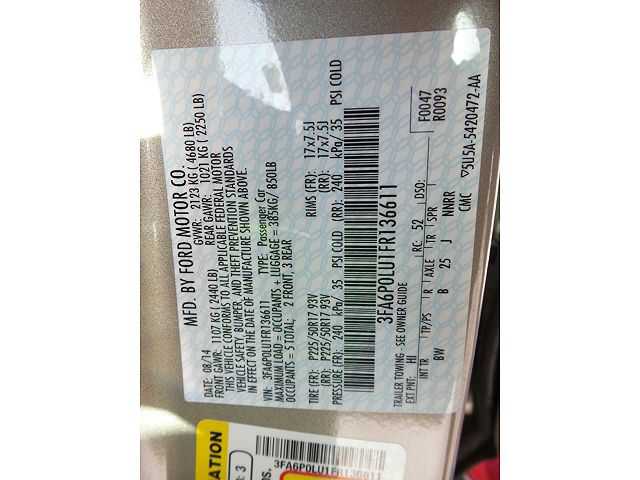 MFD. BY FORD MOTOR CO.
DATE: 08/14 GVWR: 2123 KG ( 4680 LB)
FRONT GAWR: 1107 KG ( 2440 LB) REAR GAWR: 1021 KG ( 2250 LB)
THIS VEHICLE CONFORMS TO ALL APPLICABLE FEDERAL MOTOR
VEHICLE SAFETY, BUMPER, AND THEFT PREVENTION STANDARDS
IN EFFECT ON THE DATE OF MANUFACTURE SHOWN ABOVE.
VIN: 3FA6P0LU1FR136611 TYPE: Passenger Car
MAXIMUM LOAD = OCCUPANTS + LUGGAGE = 385KG/ 850LB
OCCUPANTS = 5 TOTAL; 2 FRONT, 3 REAR
TIRE (FR): P225/50R17 93V RIMS (FR): 17x7.5J
(RR): P225/50R17 93V (RR): 17x7.5J
PRESSURE (FR): 240 kPa/ 35 PSI COLD (RR): 240 kPa/ 35 PSI COLD
3FA6P0LU1FR136611
TRAILER TOWING - SEE OWNER GUIDE F0047
R0093
EXT PNT: HI RC: 52 DSO:
INT TR TP/PS R AXLE TR SPR
BW B 25 J NNRR
CMC ▽5U5A-5420472-AA
3FA6P0LU1FR136611